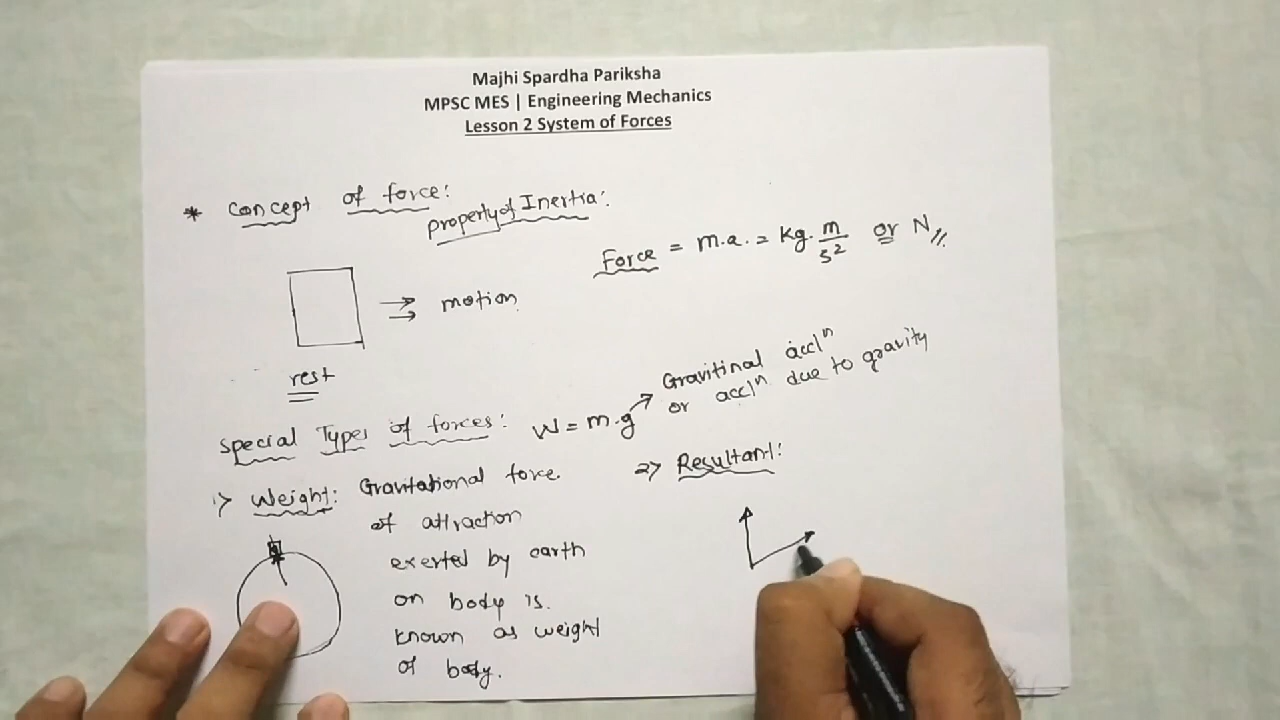 Majhi Spardha Pariksha
MPSC MES | Engineering Mechanics
Lesson 2 System of Forces
* Concept of force:
property of Inertia:
Force = m.a. = kg. m/s² or N //.
→ motion.
rest
Special Types of forces: W = m.g
Gravitinal acclⁿ
or acclⁿ due to gravity
1) Weight: Gravitational force.
of attraction
exerted by earth
on body is.
known as weight
of body.
2) Resultant: